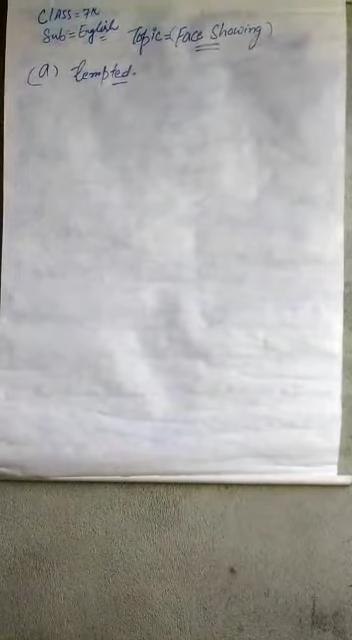 CLASS = 7th
Sub = English Topic = (Face Showing)
(a) tempted.